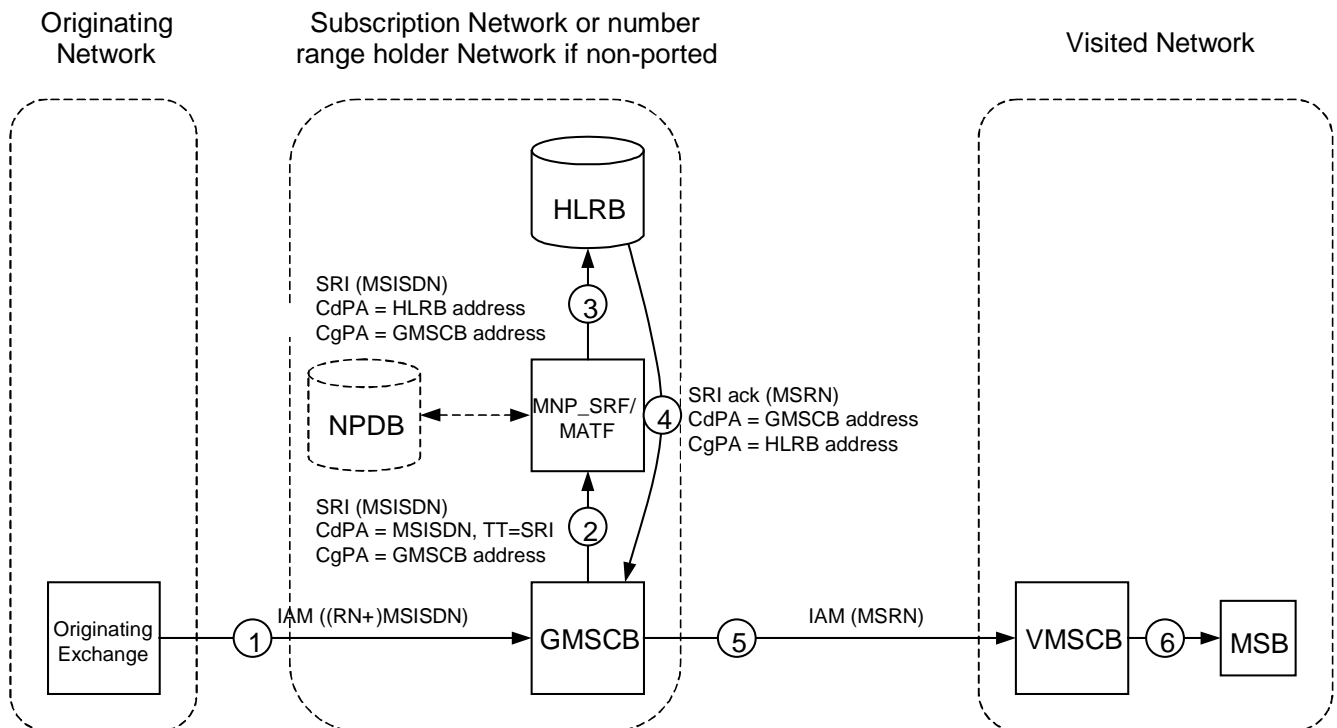 Originating
Network
Subscription Network or number
range holder Network if non-ported
Visited Network
HLRB
SRI (MSISDN)
CdPA = HLRB address
CgPA = GMSCB address
3
NPDB
MNP_SRF/
MATF
4
SRI ack (MSRN)
CdPA = GMSCB address
CgPA = HLRB address
SRI (MSISDN)
CdPA = MSISDN, TT=SRI
CgPA = GMSCB address
2
Originating
Exchange
1
IAM ((RN+)MSISDN)
GMSCB
5
IAM (MSRN)
VMSCB
6
MSB